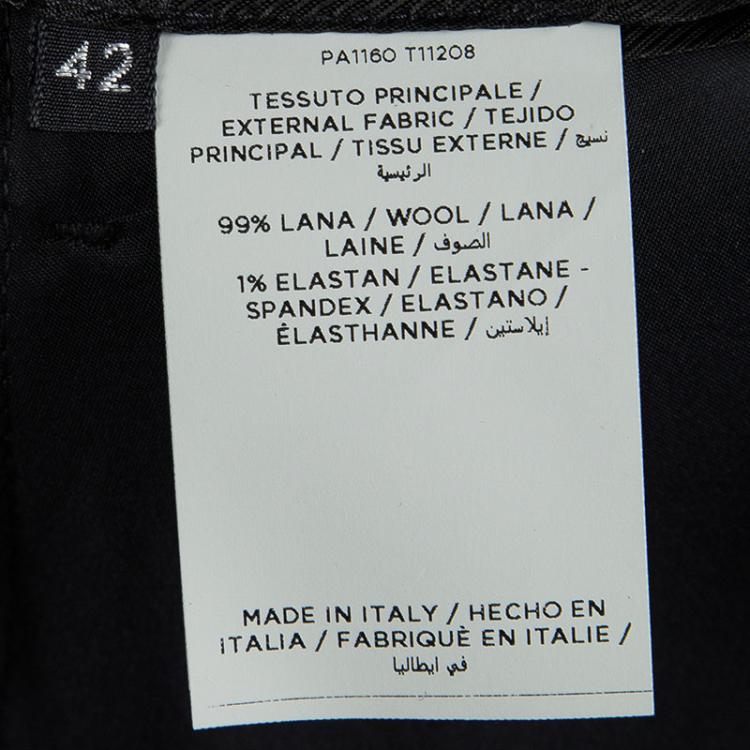 42
PA1160 T11208
TESSUTO PRINCIPALE /
EXTERNAL FABRIC / TEJIDO
PRINCIPAL / TISSU EXTERNE / نسيج
الرئيسية
99% LANA / WOOL / LANA /
LAINE / الصوف
1% ELASTAN / ELASTANE -
SPANDEX / ELASTANO /
ÉLASTHANNE / إيلاستين
MADE IN ITALY / HECHO EN
ITALIA / FABRIQUÈ EN ITALIE /
في ايطاليا